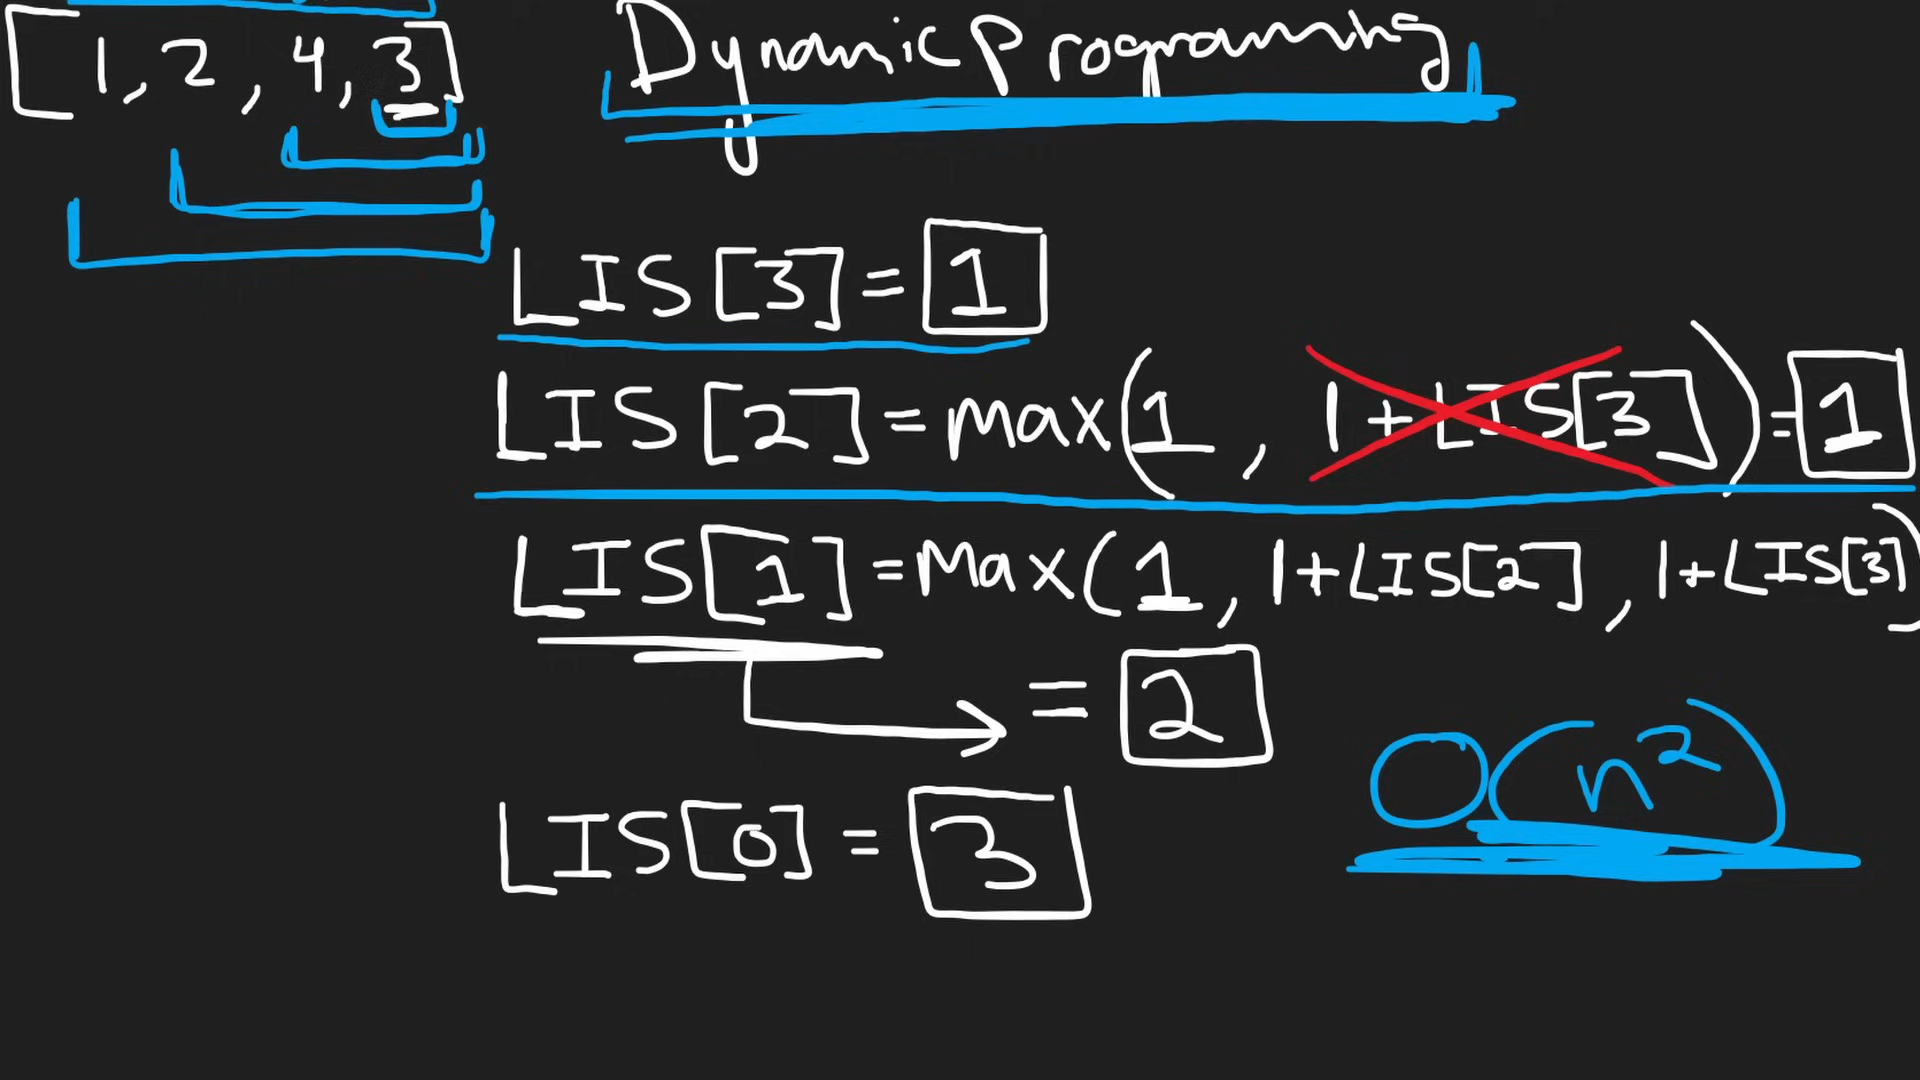 [ 1, 2, 4, 3 ]
Dynamic Programing
LIS[3] = 1
LIS[2] = max(1, 1+LIS[3]) = 1
LIS[1] = Max(1, 1+LIS[2], 1+LIS[3])
= 2
LIS[0] = 3
O(n²)